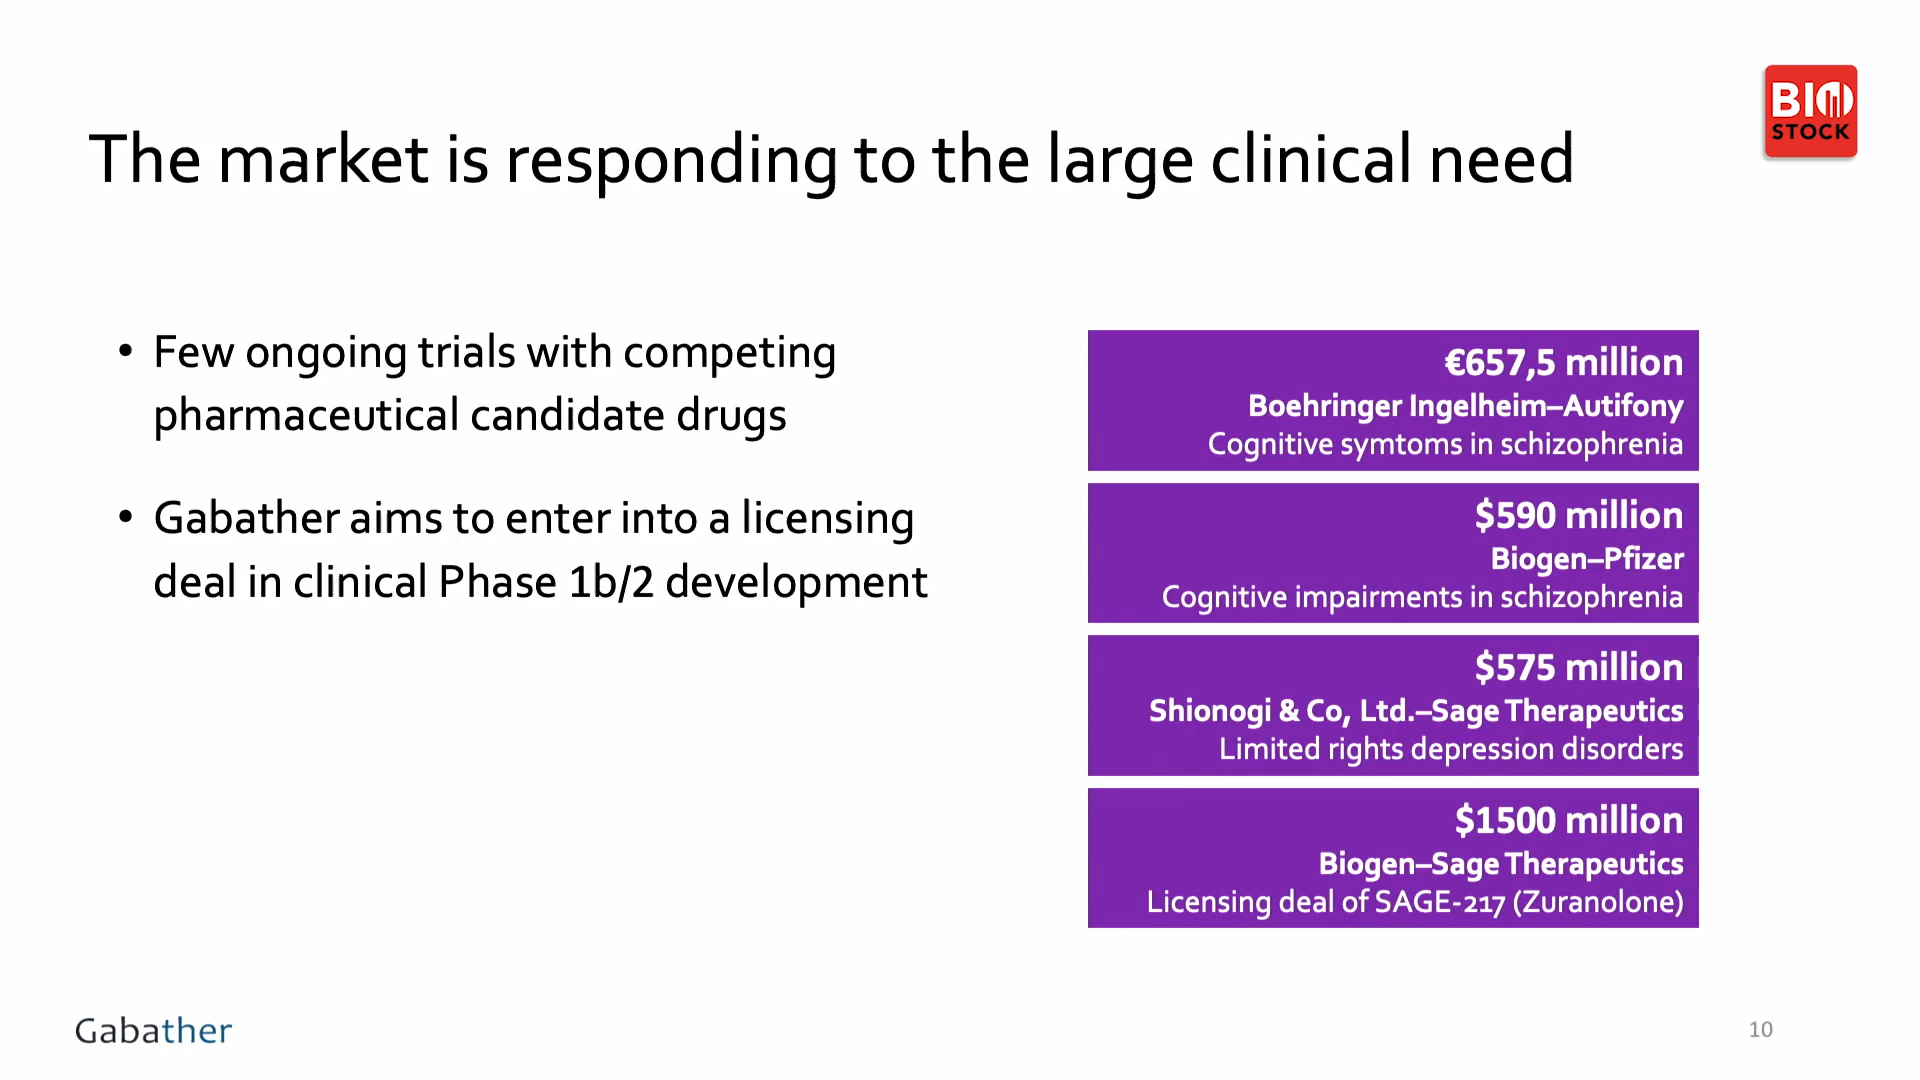 BIO
STOCK
The market is responding to the large clinical need
• Few ongoing trials with competing
pharmaceutical candidate drugs
• Gabather aims to enter into a licensing
deal in clinical Phase 1b/2 development
€657,5 million
Boehringer Ingelheim–Autifony
Cognitive symtoms in schizophrenia
$590 million
Biogen–Pfizer
Cognitive impairments in schizophrenia
$575 million
Shionogi & Co, Ltd.–Sage Therapeutics
Limited rights depression disorders
$1500 million
Biogen–Sage Therapeutics
Licensing deal of SAGE-217 (Zuranolone)
Gabather
10